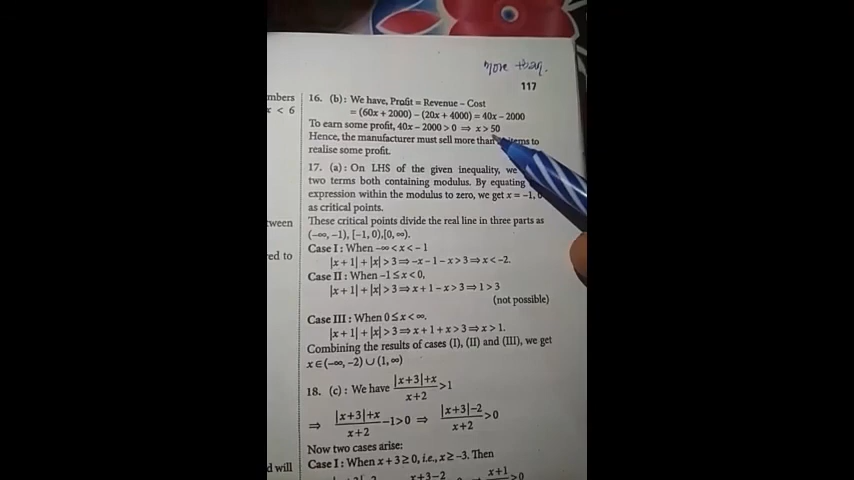 more than.
117
mbers
x < 6
16. (b) : We have, Profit = Revenue – Cost
= (60x + 2000) – (20x + 4000) = 40x – 2000
To earn some profit, 40x – 2000 > 0 ⇒ x > 50
Hence, the manufacturer must sell more than items to
realise some profit.
17. (a) : On LHS of the given inequality, we
two terms both containing modulus. By equating
expression within the modulus to zero, we get x = –1, 0
as critical points.
tween
These critical points divide the real line in three parts as
(–∞, –1), [–1, 0),[0, ∞).
ed to
Case I : When –∞ < x < – 1
|x + 1| + |x| > 3 ⇒ –x – 1 – x > 3 ⇒ x < –2.
Case II : When –1 ≤ x < 0,
|x + 1| + |x| > 3 ⇒ x + 1 – x > 3 ⇒ 1 > 3
(not possible)
Case III : When 0 ≤ x < ∞,
|x + 1| + |x| > 3 ⇒ x + 1 + x > 3 ⇒ x > 1.
Combining the results of cases (I), (II) and (III), we get
x ∈ (–∞, –2) ∪ (1, ∞)
18. (c) : We have |x+3|+x / x+2 > 1
⇒ |x+3|+x / x+2 –1>0 ⇒ |x+3|–2 / x+2 >0
Now two cases arise:
d will
Case I : When x + 3 ≥ 0, i.e., x ≥ –3. Then
x+3–2 x+1 >0